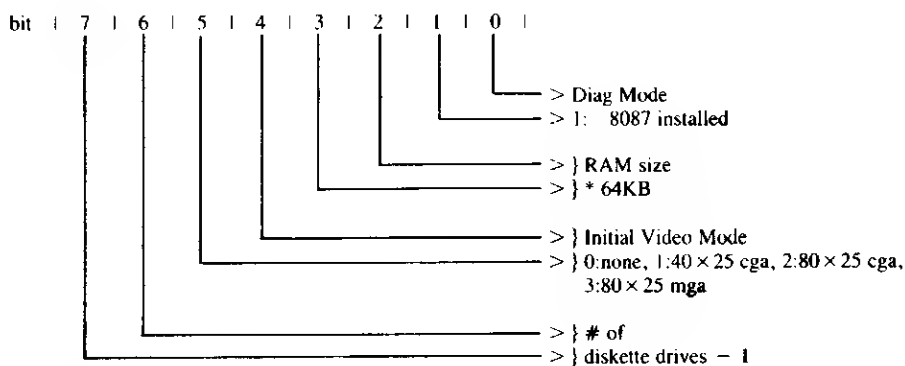 bit | 7 | 6 | 5 | 4 | 3 | 2 | 1 | 0 |
> Diag Mode
> 1: 8087 installed
> } RAM size
> } * 64KB
> } Initial Video Mode
> } 0:none, 1:40 × 25 cga, 2:80 × 25 cga,
3:80 × 25 mga
> } # of
> } diskette drives − 1